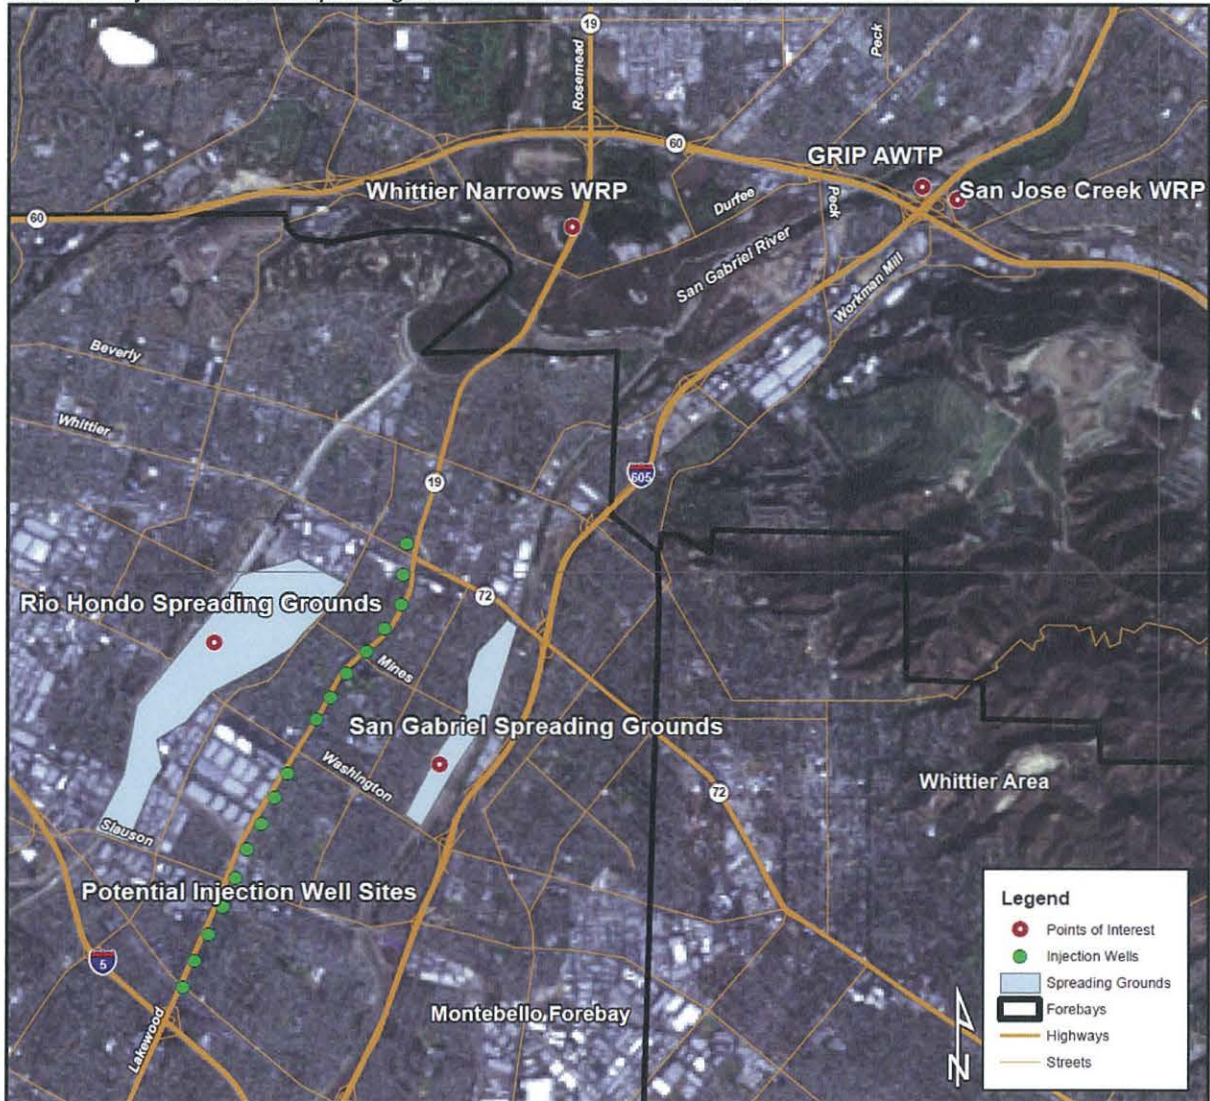 19
Peck
Rosemead
60
GRIP AWTP
Whittier Narrows WRP
San Jose Creek WRP
Durfee
Peck
60
San Gabriel River
Workman Mill
Beverly
Whittier
605
19
Rio Hondo Spreading Grounds
72
Mines
San Gabriel Spreading Grounds
Washington
Whittier Area
72
Slauson
Potential Injection Well Sites
5
Montebello Forebay
Lakewood
N
Legend
Points of Interest
Injection Wells
Spreading Grounds
Forebays
Highways
Streets